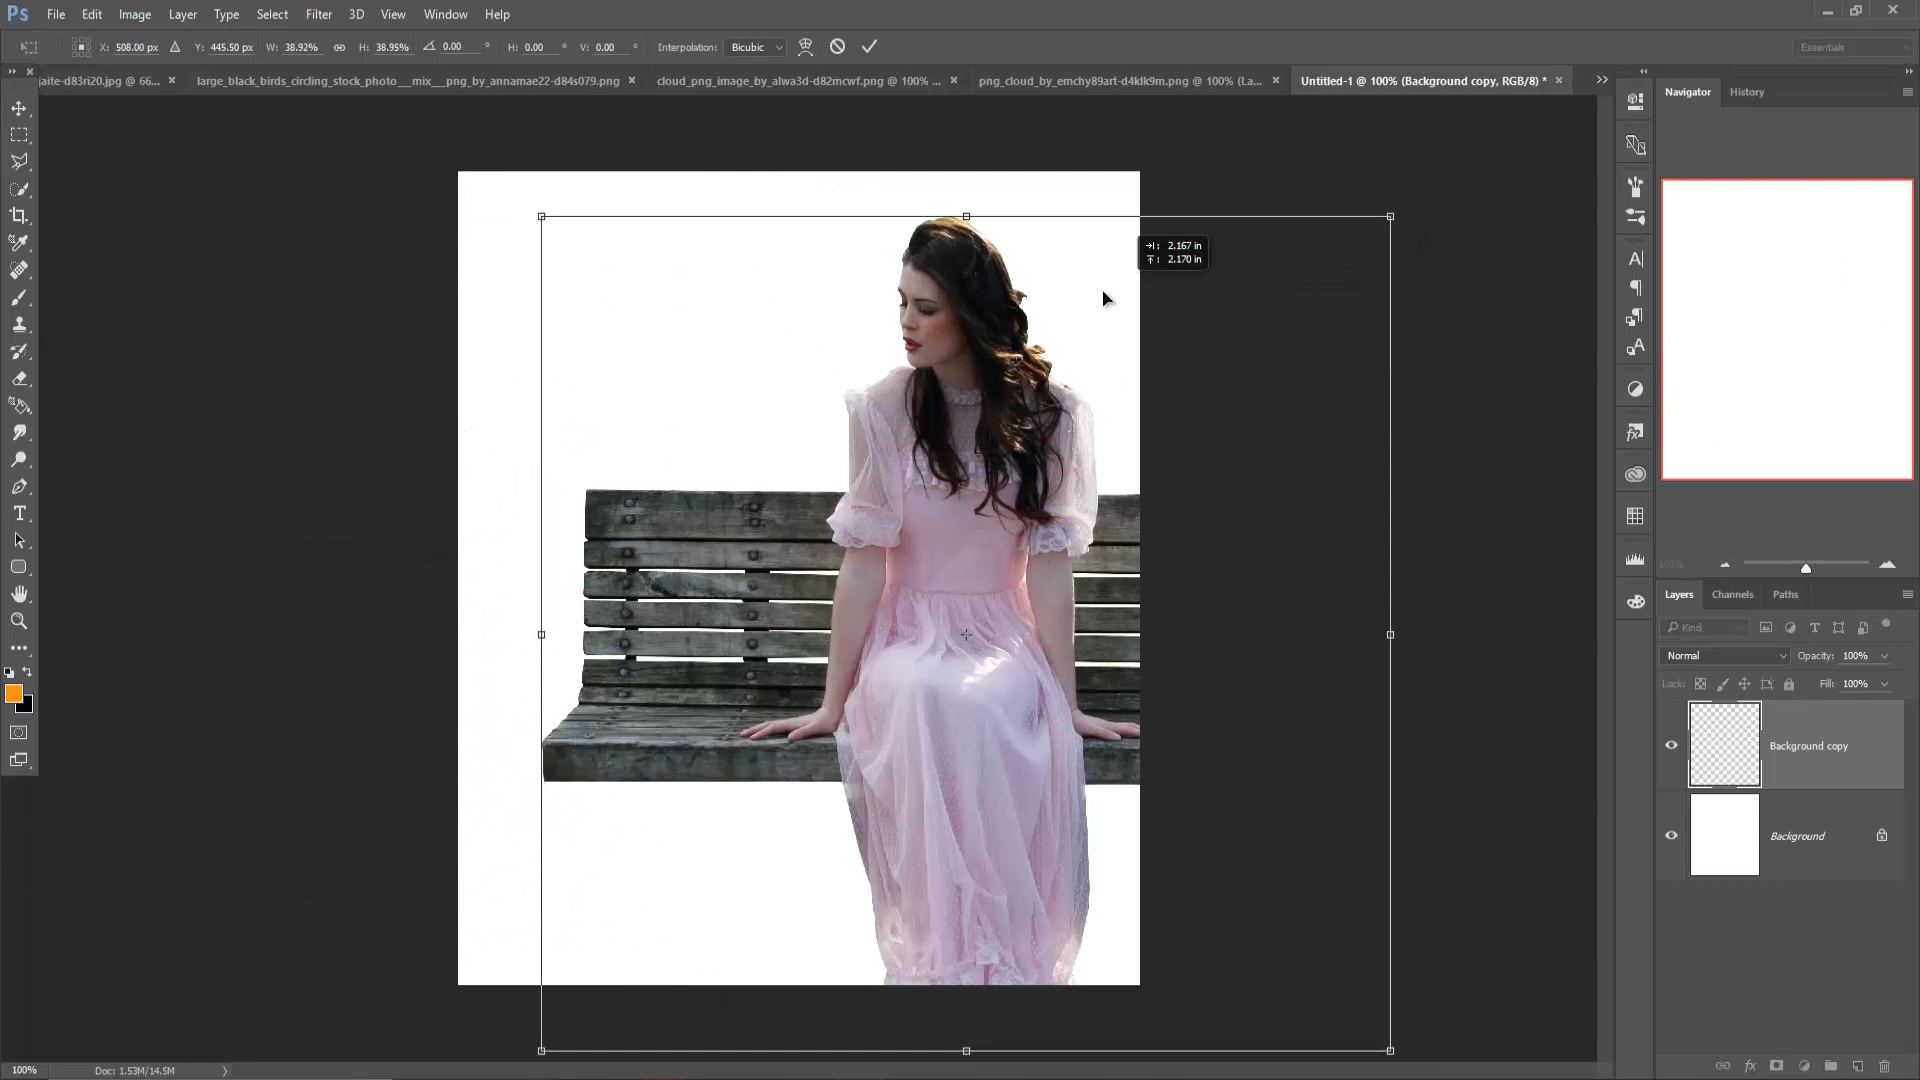 Ps File Edit Image Layer Type Select Filter 3D View Window Help
X: 508.00 px Y: 445.50 px W: 38.92% H: 38.95% 0.00 ° H: 0.00 ° V: 0.00 ° Interpolation: Bicubic Essentials
jaite-d83ri20.jpg @ 66... × large_black_birds_circling_stock_photo__mix__png_by_annamae22-d84s079.png × cloud_png_image_by_alwa3d-d82mcwf.png @ 100% ... × png_cloud_by_emchy89art-d4klk9m.png @ 100% (La... × Untitled-1 @ 100% (Background copy, RGB/8) * ×
Navigator History
2.167 in
2.170 in
100%
Layers Channels Paths
Kind
Normal Opacity: 100%
Lock: Fill: 100%
Background copy
Background
100% Doc: 1.53M/14.5M